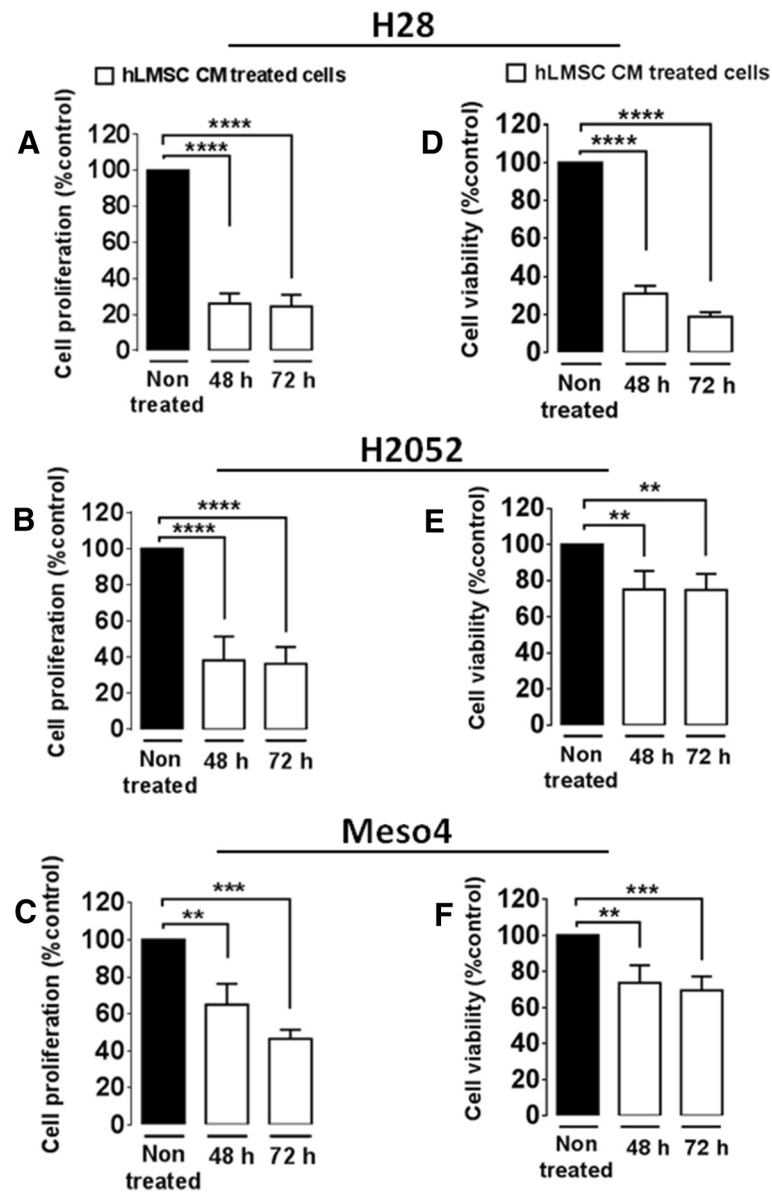 H28
hLMSC CM treated cells
hLMSC CM treated cells
A
Cell proliferation (%control)
120
100
80
60
40
20
0
****
****
Non treated
48 h
72 h
D
Cell viability (%control)
120
100
80
60
40
20
0
****
****
Non treated
48 h
72 h
H2052
B
Cell proliferation (%control)
120
100
80
60
40
20
0
****
****
Non treated
48 h
72 h
E
Cell viability (%control)
120
100
80
60
40
20
0
**
**
Non treated
48 h
72 h
Meso4
C
Cell proliferation (%control)
120
100
80
60
40
20
0
***
**
Non treated
48 h
72 h
F
Cell viability (%control)
120
100
80
60
40
20
0
***
**
Non treated
48 h
72 h